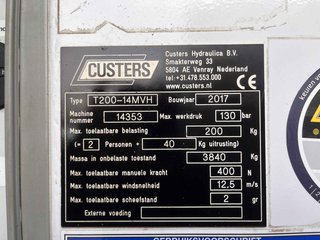 CUSTERS
Custers Hydraulica B.V.
Smakterweg 33
5804 AE Venray Nederland
tel:+31.478.553.000
www.custers.nl
CE
Type T200-14MVH Bouwjaar 2017
Machine nummer 14353 Max. werkdruk 130 bar
Max. toelaatbare belasting 200 Kg
(= 2 Personen + 40 Kg uitrusting)
Massa in onbelaste toestand 3840 Kg
Max. toelaatbare manuele kracht 400 N
Max. toelaatbare windsnelheid 12.5 m/s
Max. toelaatbare scheefstand 2 gr
Externe voeding
GEBRUIKSVOORSCHRIFT